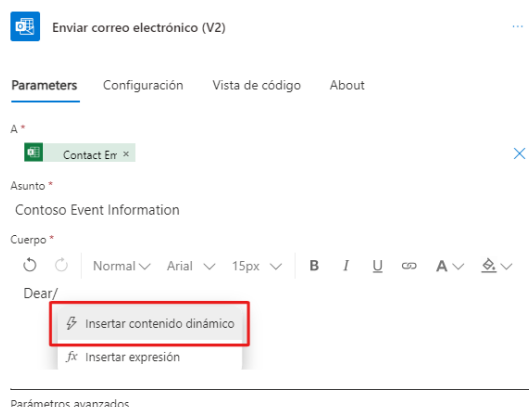 Enviar correo electrónico (V2)
Parameters Configuración Vista de código About
A *
Contact Em ×
Asunto *
Contoso Event Information
Cuerpo *
Normal Arial 15px B I U A
Dear/
Insertar contenido dinámico
fx Insertar expresión
Parámetros avanzados